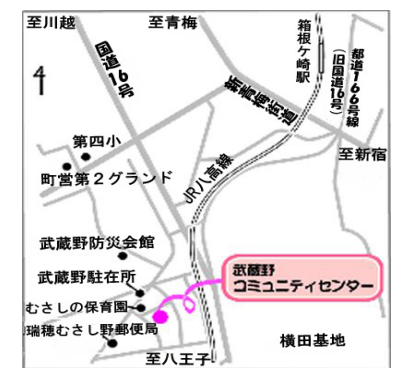 至川越
至青梅
国道16号
箱根ケ崎駅
都道166号線
(旧国道16号)
新青梅街道
第四小
町営第2グランド
至新宿
JR八高線
武蔵野防災会館
武蔵野駐在所
武蔵野
コミュニティセンター
むさしの保育園
瑞穂むさし野郵便局
横田基地
至八王子